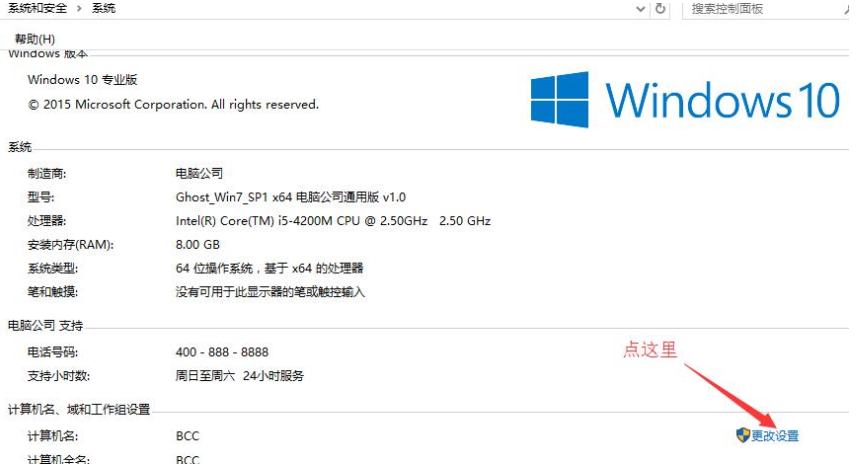 系统和安全 › 系统
搜索控制面板
帮助(H)
Windows 版本
Windows 10 专业版
© 2015 Microsoft Corporation. All rights reserved.
Windows 10
系统
制造商: 电脑公司
型号: Ghost_Win7_SP1 x64 电脑公司通用版 v1.0
处理器: Intel(R) Core(TM) i5-4200M CPU @ 2.50GHz 2.50 GHz
安装内存(RAM): 8.00 GB
系统类型: 64 位操作系统，基于 x64 的处理器
笔和触摸: 没有可用于此显示器的笔或触控输入
电脑公司 支持
电话号码: 400 - 888 - 8888
支持小时数: 周日至周六 24小时服务
点这里
计算机名、域和工作组设置
计算机名: BCC
更改设置
计算机全名: BCC